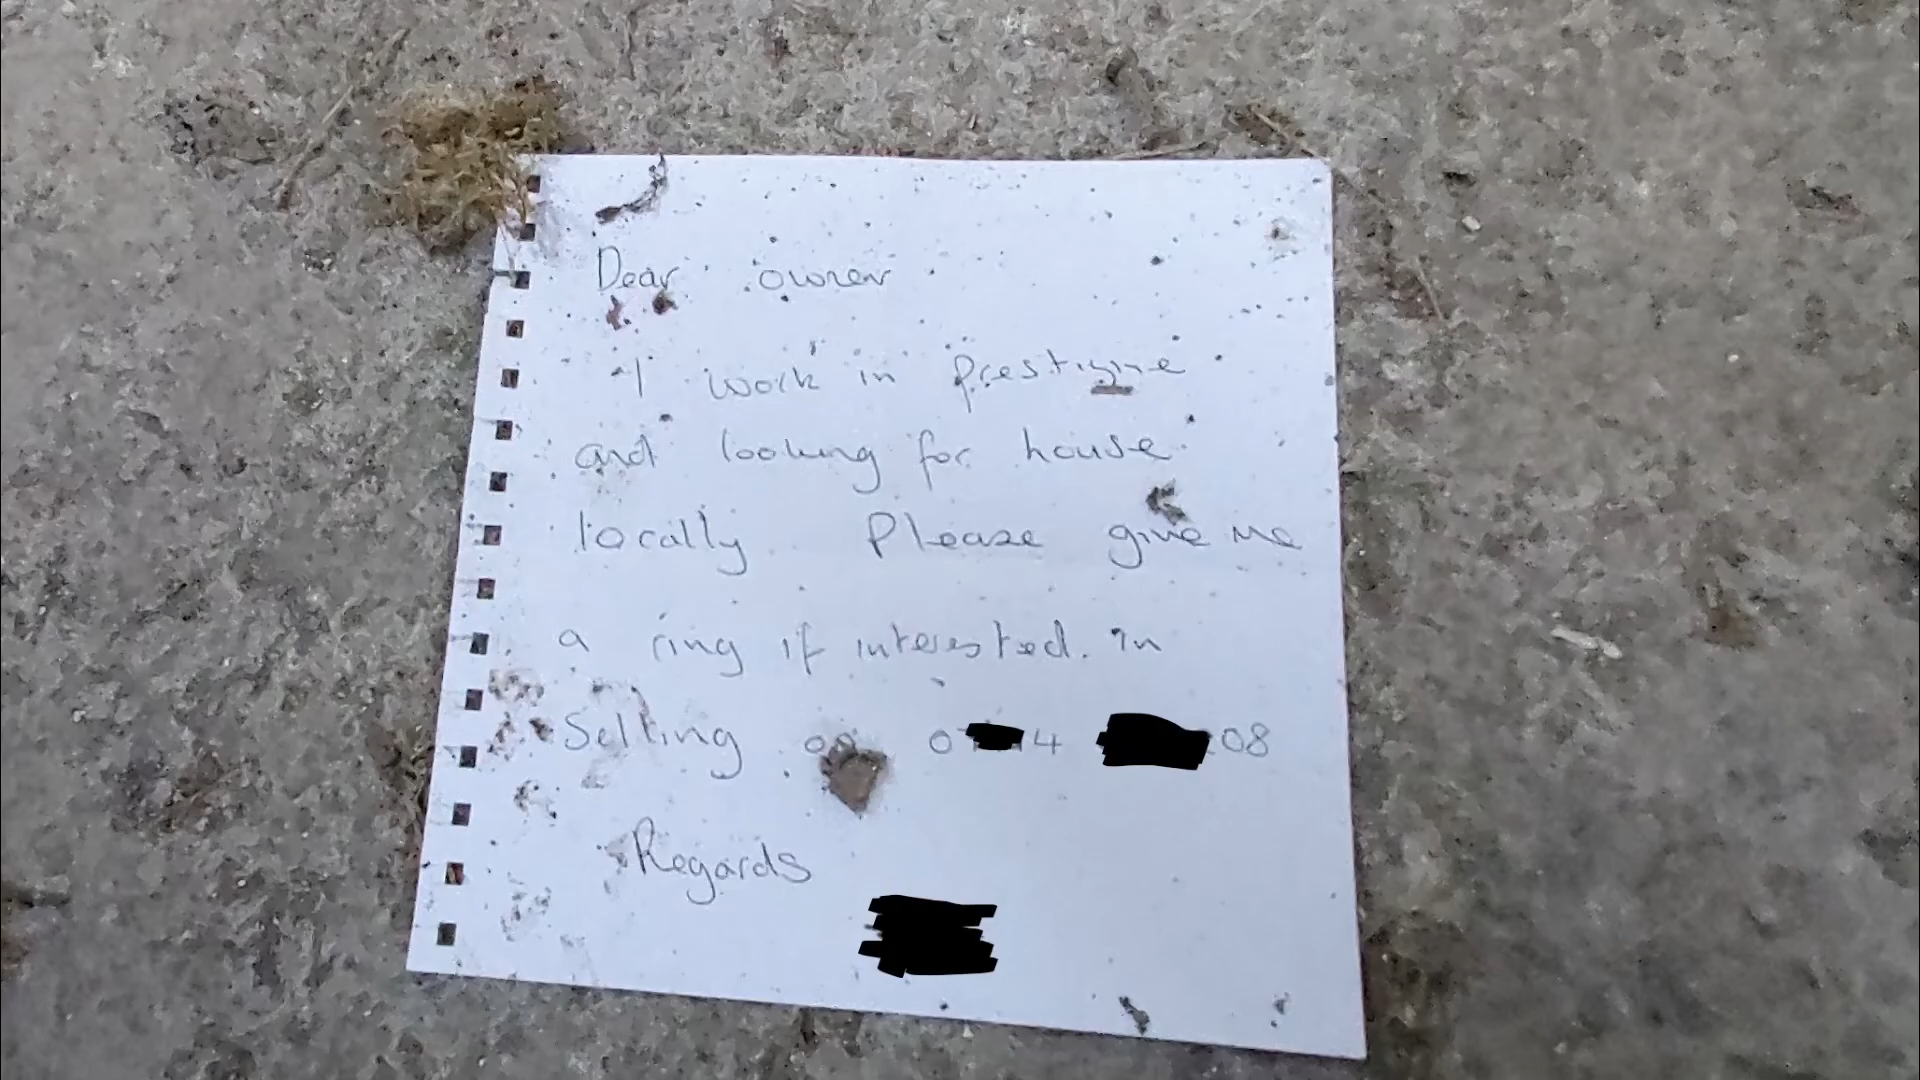 Dear owner
I work in
and looking for house
locally Please give me
a ring if interested in
Selling on 0 4 08
Regards